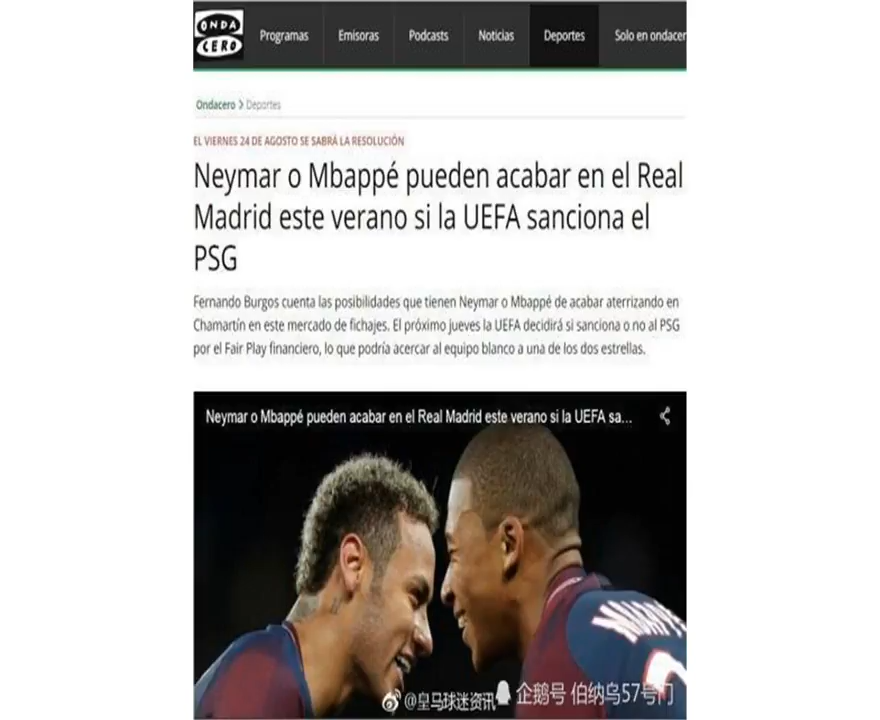 ONDA
CERO
Programas Emisoras Podcasts Noticias Deportes Solo en ondacer
Ondacero > Deportes
EL VIERNES 24 DE AGOSTO SE SABRÁ LA RESOLUCIÓN
Neymar o Mbappé pueden acabar en el Real
Madrid este verano si la UEFA sanciona el
PSG
Fernando Burgos cuenta las posibilidades que tienen Neymar o Mbappé de acabar aterrizando en
Chamartín en este mercado de fichajes. El próximo jueves la UEFA decidirá si sanciona o no al PSG
por el Fair Play financiero, lo que podría acercar al equipo blanco a una de los dos estrellas.
Neymar o Mbappé pueden acabar en el Real Madrid este verano si la UEFA sa...
MBAPPÉ
@皇马球迷资讯 企鹅号 伯纳乌57号门